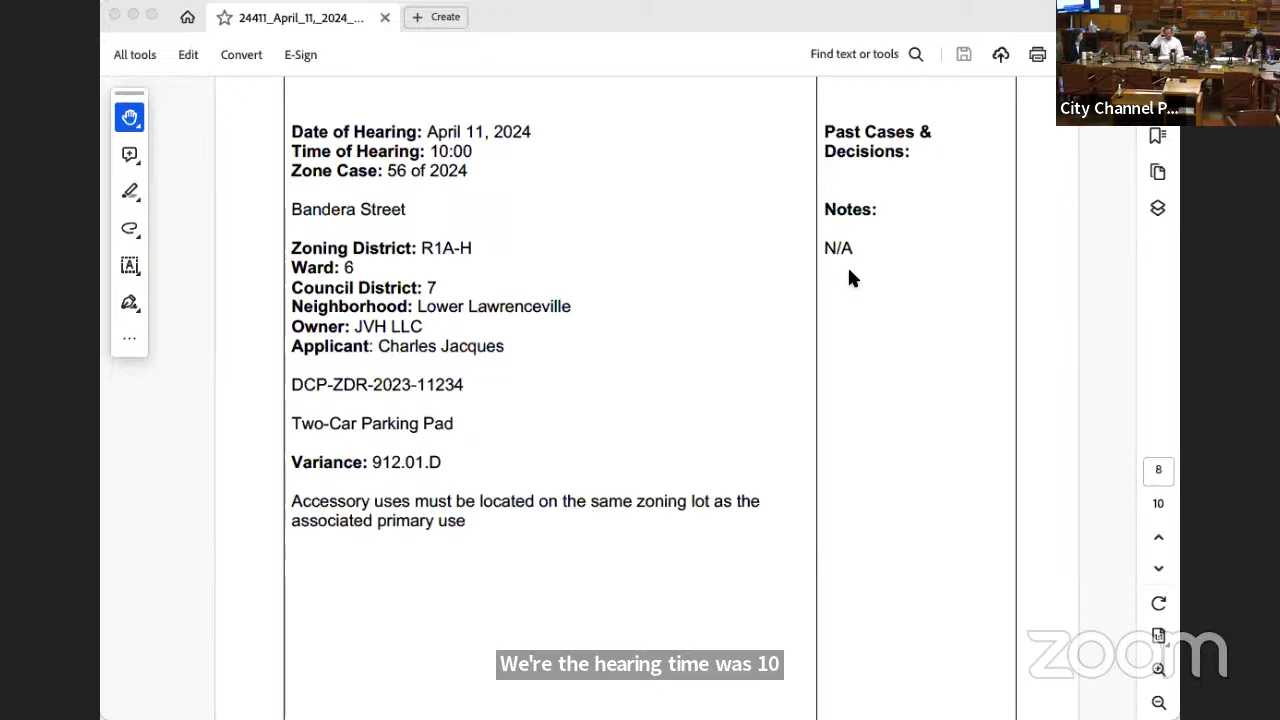 24411_April_11,_2024_...
Create
All tools
Edit
Convert
E-Sign
Find text or tools
City Channel P...
Date of Hearing: April 11, 2024
Time of Hearing: 10:00
Zone Case: 56 of 2024
Bandera Street
Zoning District: R1A-H
Ward: 6
Council District: 7
Neighborhood: Lower Lawrenceville
Owner: JVH LLC
Applicant: Charles Jacques
DCP-ZDR-2023-11234
Two-Car Parking Pad
Variance: 912.01.D
Accessory uses must be located on the same zoning lot as the
associated primary use
Past Cases &
Decisions:
Notes:
N/A
8
10
We're the hearing time was 10
zoom